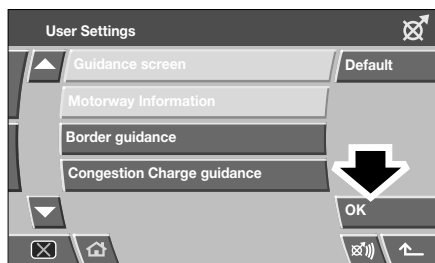 User Settings
Guidance screen
Default
Motorway Information
Border guidance
Congestion Charge guidance
OK